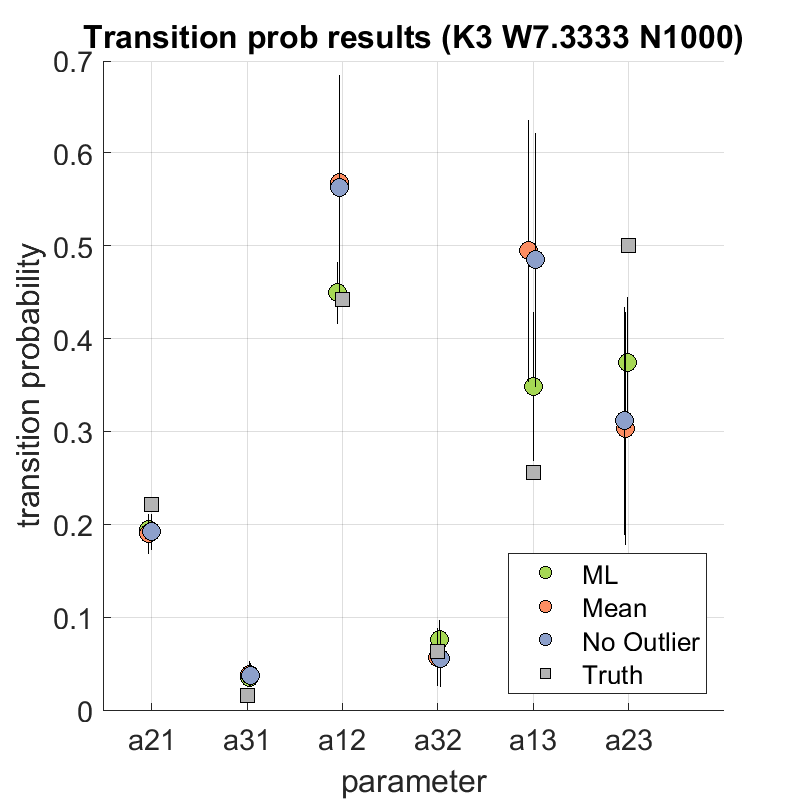 Transition prob results (K3 W7.3333 N1000)
transition probability
0.7
0.6
0.5
0.4
0.3
0.2
0.1
0
ML
Mean
No Outlier
Truth
a21 a31 a12 a32 a13 a23
parameter